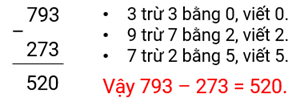 793
−
273
520
• 3 trừ 3 bằng 0, viết 0.
• 9 trừ 7 bằng 2, viết 2.
• 7 trừ 2 bằng 5, viết 5.
Vậy 793 – 273 = 520.